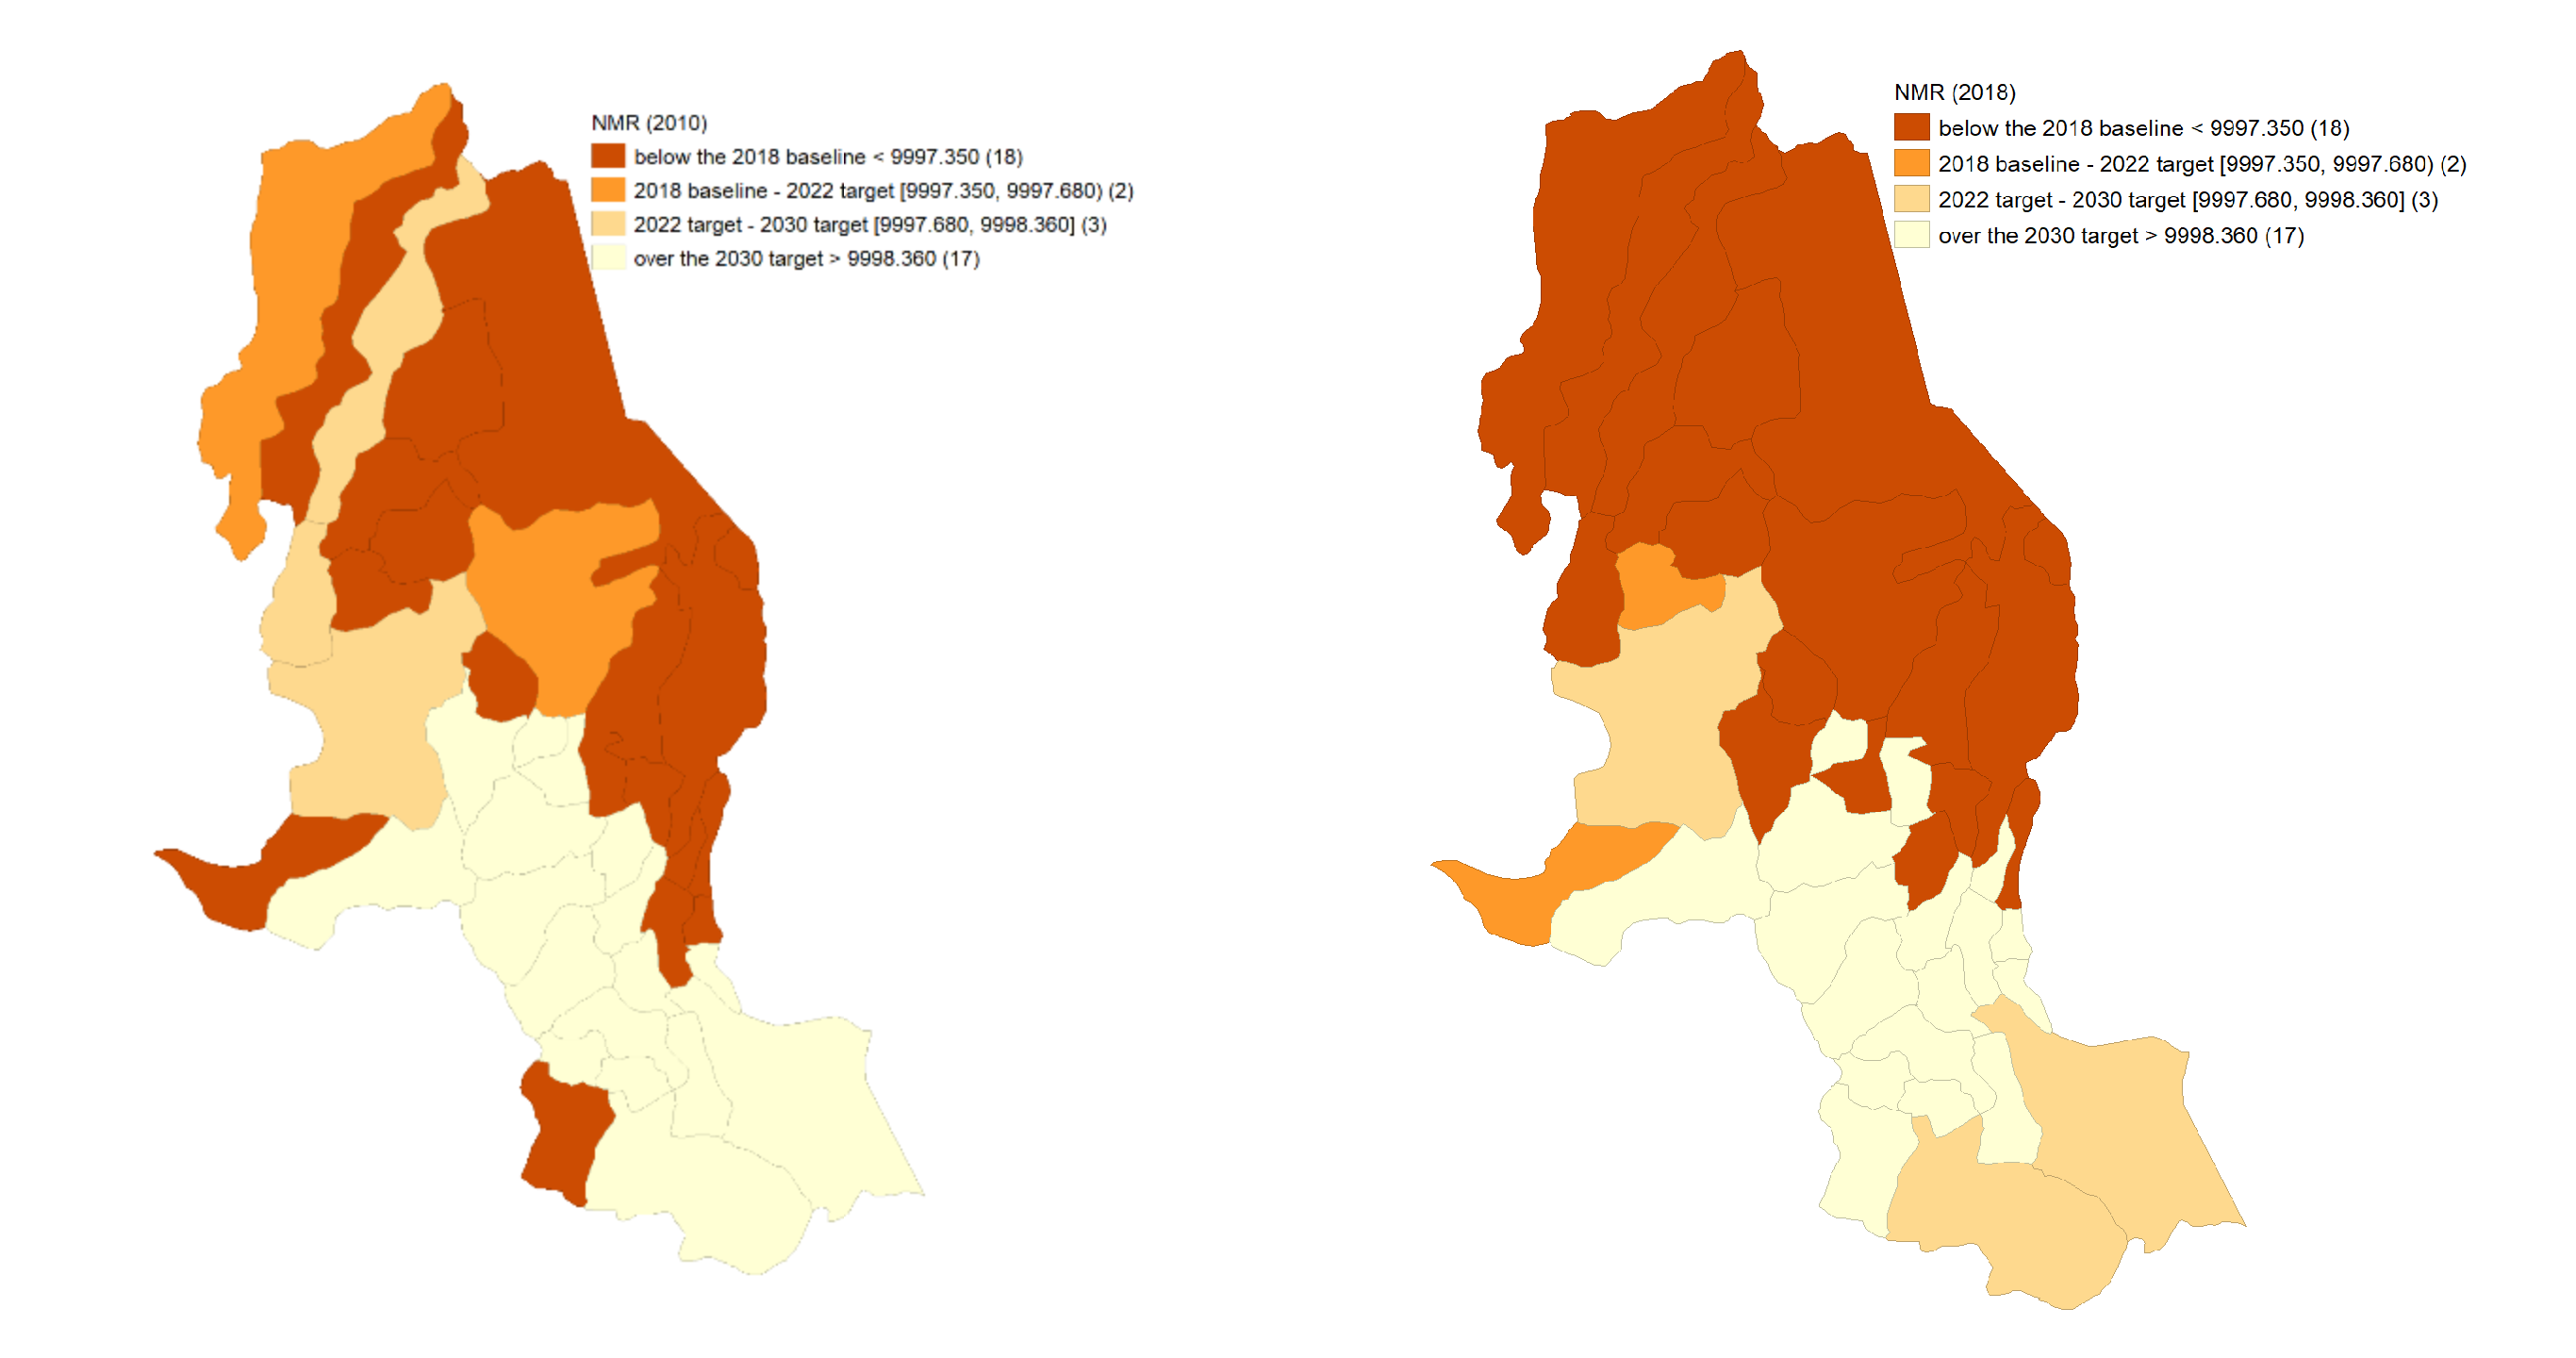 NMR (2010)
below the 2018 baseline < 9997.350 (18)
2018 baseline - 2022 target [9997.350, 9997.680) (2)
2022 target - 2030 target [9997.680, 9998.360] (3)
over the 2030 target > 9998.360 (17)
NMR (2018)
below the 2018 baseline < 9997.350 (18)
2018 baseline - 2022 target [9997.350, 9997.680) (2)
2022 target - 2030 target [9997.680, 9998.360] (3)
over the 2030 target > 9998.360 (17)